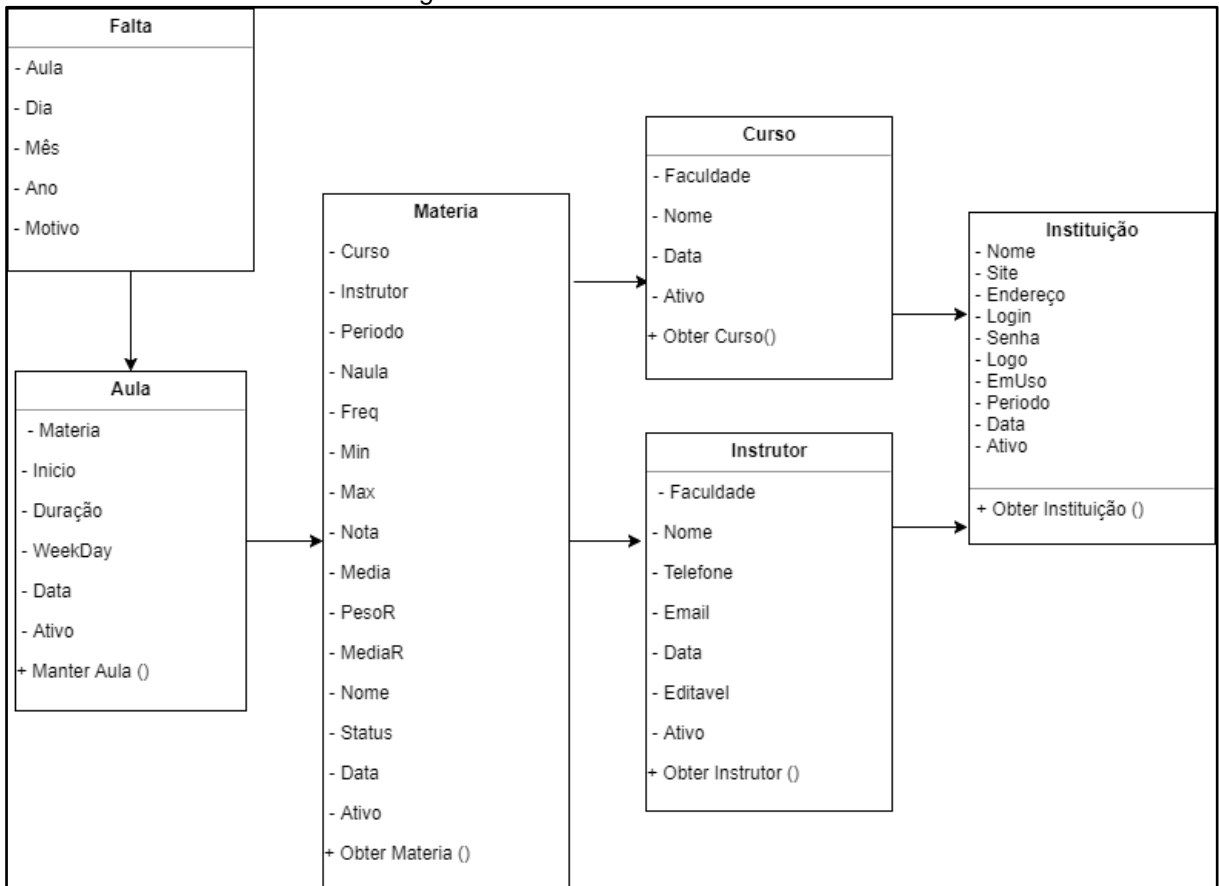 Falta
- Aula
- Dia
- Mês
- Ano
- Motivo
Aula
- Materia
- Inicio
- Duração
- WeekDay
- Data
- Ativo
+ Manter Aula ()
Materia
- Curso
- Instrutor
- Periodo
- Naula
- Freq
- Min
- Max
- Nota
- Media
- PesoR
- MediaR
- Nome
- Status
- Data
- Ativo
+ Obter Materia ()
Curso
- Faculdade
- Nome
- Data
- Ativo
+ Obter Curso()
Instrutor
- Faculdade
- Nome
- Telefone
- Email
- Data
- Editavel
- Ativo
+ Obter Instrutor ()
Instituição
- Nome
- Site
- Endereço
- Login
- Senha
- Logo
- EmUso
- Periodo
- Data
- Ativo
+ Obter Instituição ()